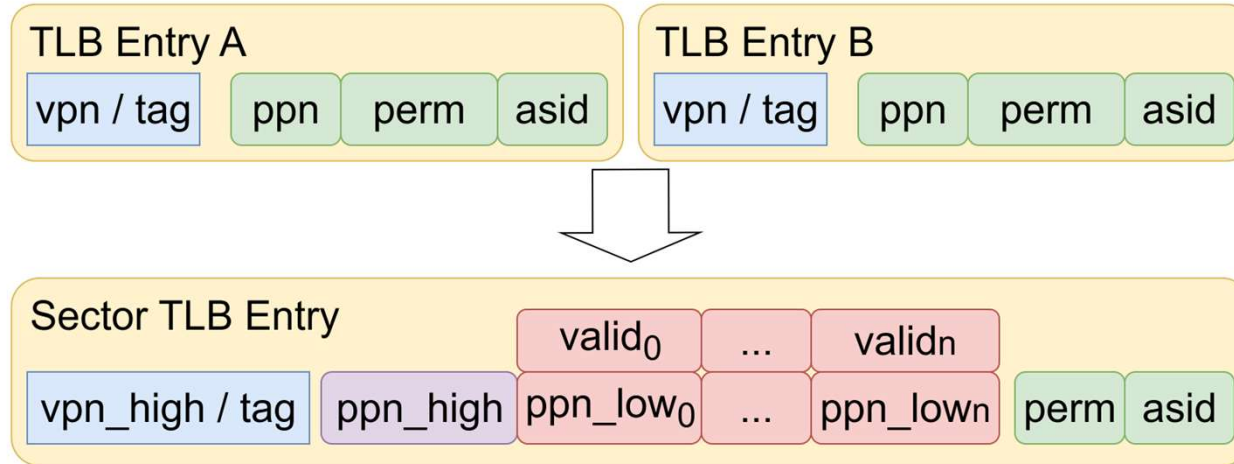 TLB Entry A
vpn / tag ppn perm asid
TLB Entry B
vpn / tag ppn perm asid
Sector TLB Entry
valid0 ... validn
vpn_high / tag ppn_high ppn_low0 ... ppn_lown perm asid